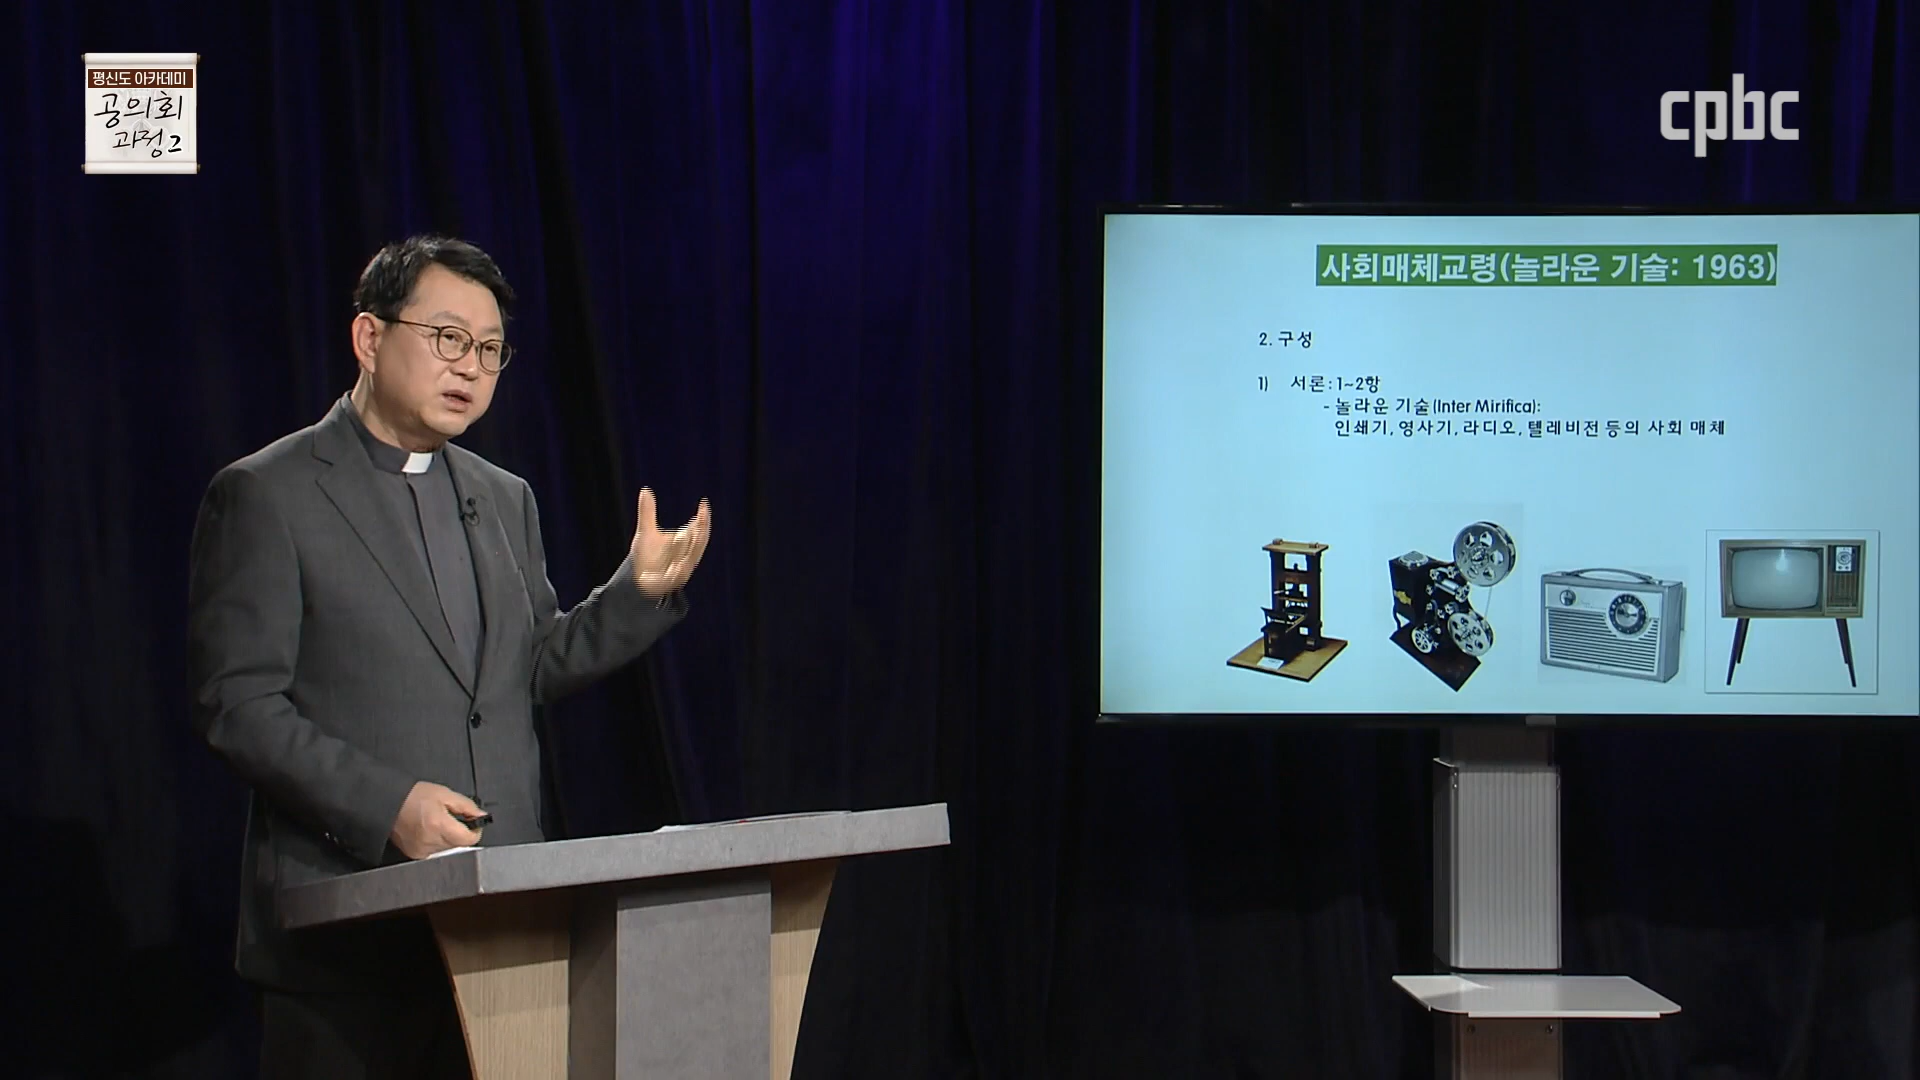 평신도 아카데미
공의회
과정2
cpbc
사회매체교령(놀라운 기술: 1963)
2. 구성
1) 서론:1~2항
- 놀라운 기술(Inter Mirifica):
인쇄기, 영사기, 라디오, 텔레비전 등의 사회 매체